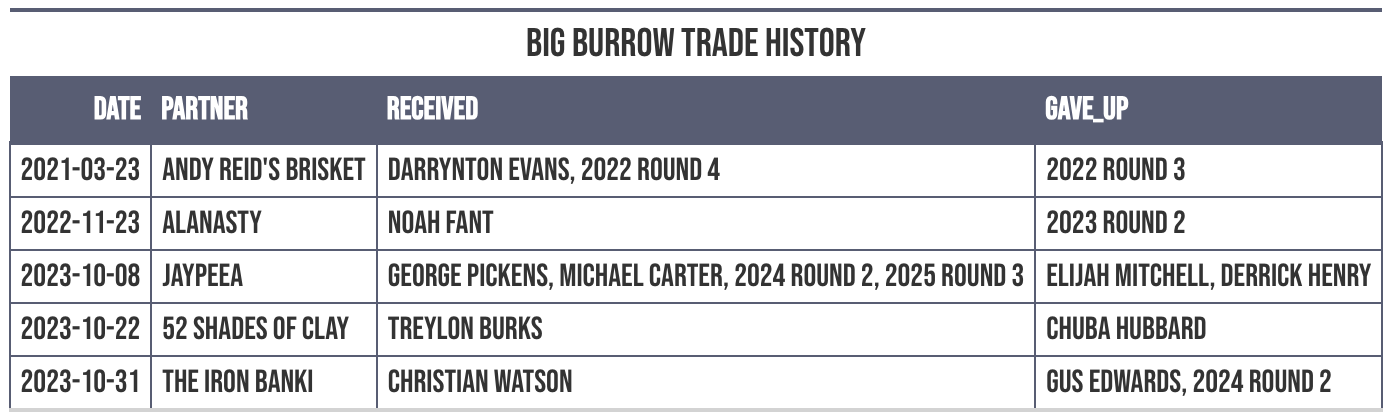 BIG BURROW TRADE HISTORY
DATE PARTNER RECEIVED GAVE_UP
2021-03-23 ANDY REID'S BRISKET DARRYNTON EVANS, 2022 ROUND 4 2022 ROUND 3
2022-11-23 ALANASTY NOAH FANT 2023 ROUND 2
2023-10-08 JAYPEEA GEORGE PICKENS, MICHAEL CARTER, 2024 ROUND 2, 2025 ROUND 3 ELIJAH MITCHELL, DERRICK HENRY
2023-10-22 52 SHADES OF CLAY TREYLON BURKS CHUBA HUBBARD
2023-10-31 THE IRON BANKI CHRISTIAN WATSON GUS EDWARDS, 2024 ROUND 2